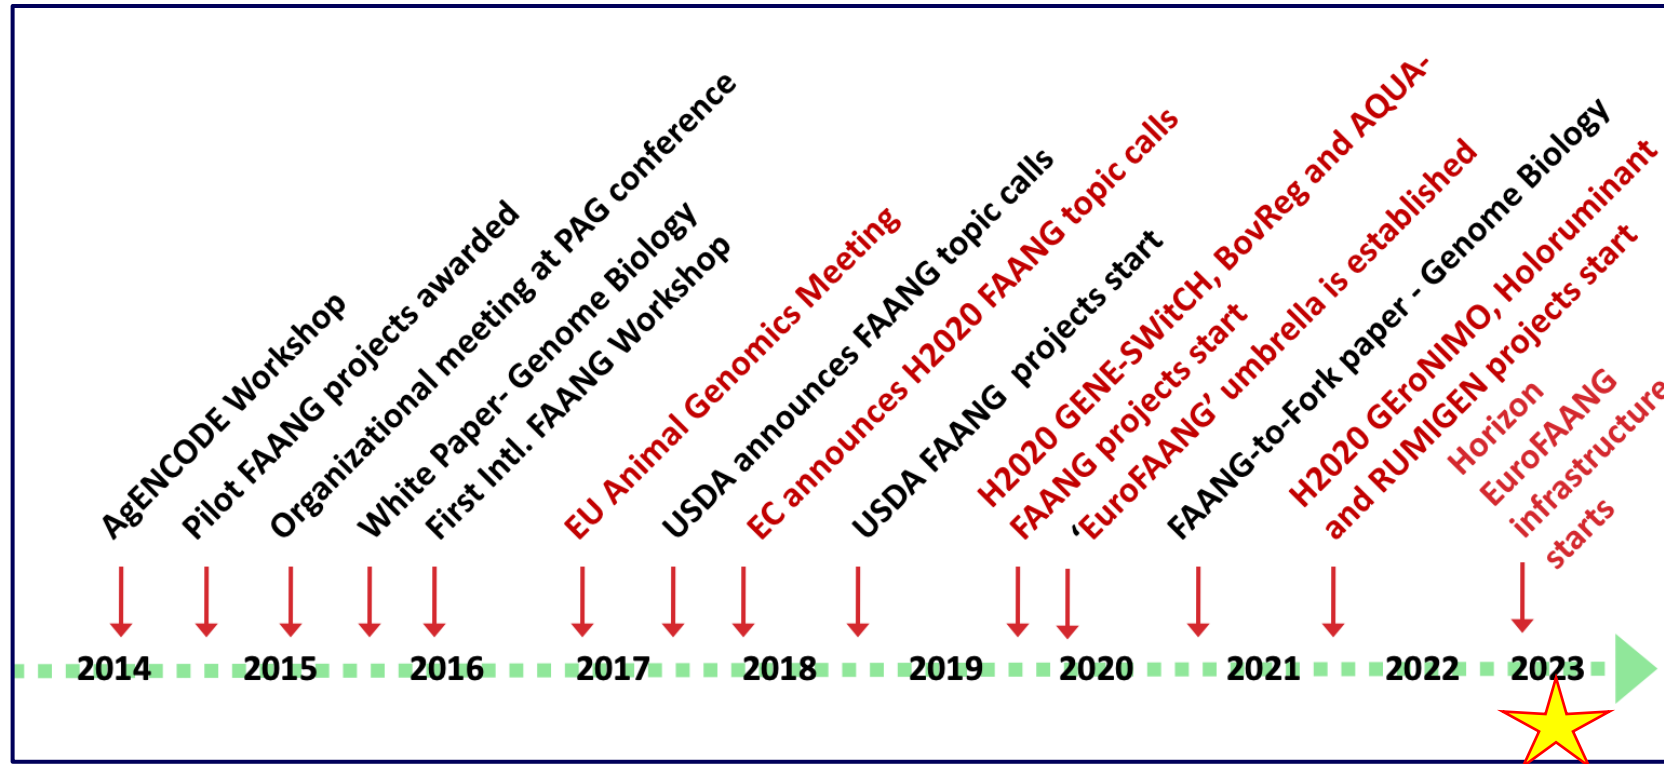 AgENCODE Workshop
Pilot FAANG projects awarded
Organizational meeting at PAG conference
White Paper- Genome Biology
First Intl. FAANG Workshop
EU Animal Genomics Meeting
USDA announces FAANG topic calls
EC announces H2020 FAANG topic calls
USDA FAANG projects start
H2020 GENE-SWitCH, BovReg and AQUA-
FAANG projects start
‘EuroFAANG’ umbrella is established
FAANG-to-Fork paper - Genome Biology
H2020 GEroNIMO, Holoruminant
and RUMIGEN projects start
Horizon
EuroFAANG
infrastructure
starts
2014 2015 2016 2017 2018 2019 2020 2021 2022 2023